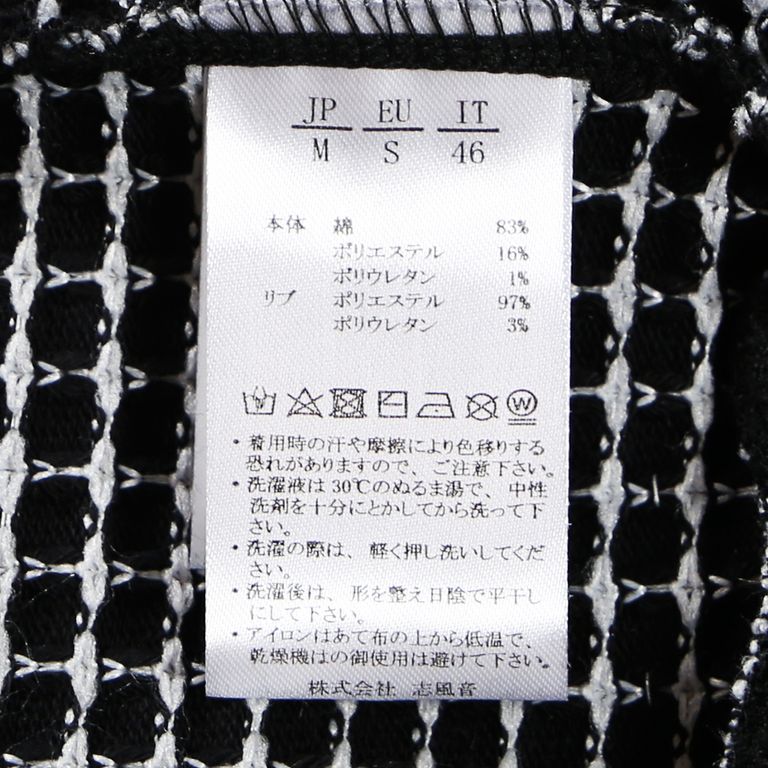 JP EU IT
M S 46
本体 綿 83%
ポリエステル 16%
ポリウレタン 1%
リブ ポリエステル 97%
ポリウレタン 3%
W
・着用時の汗や摩擦により色移りする
恐れがありますので、ご注意下さい。
・洗濯液は30℃のぬるま湯で、中性
洗剤を十分にとかしてから洗って下
さい。
・洗濯の際は、軽く押し洗いしてくだ
さい。
・洗濯後は、形を整え日陰で平干し
にして下さい。
・アイロンはあて布の上から低温で、
乾燥機はの御使用は避けて下さい。
株式会社 志風音